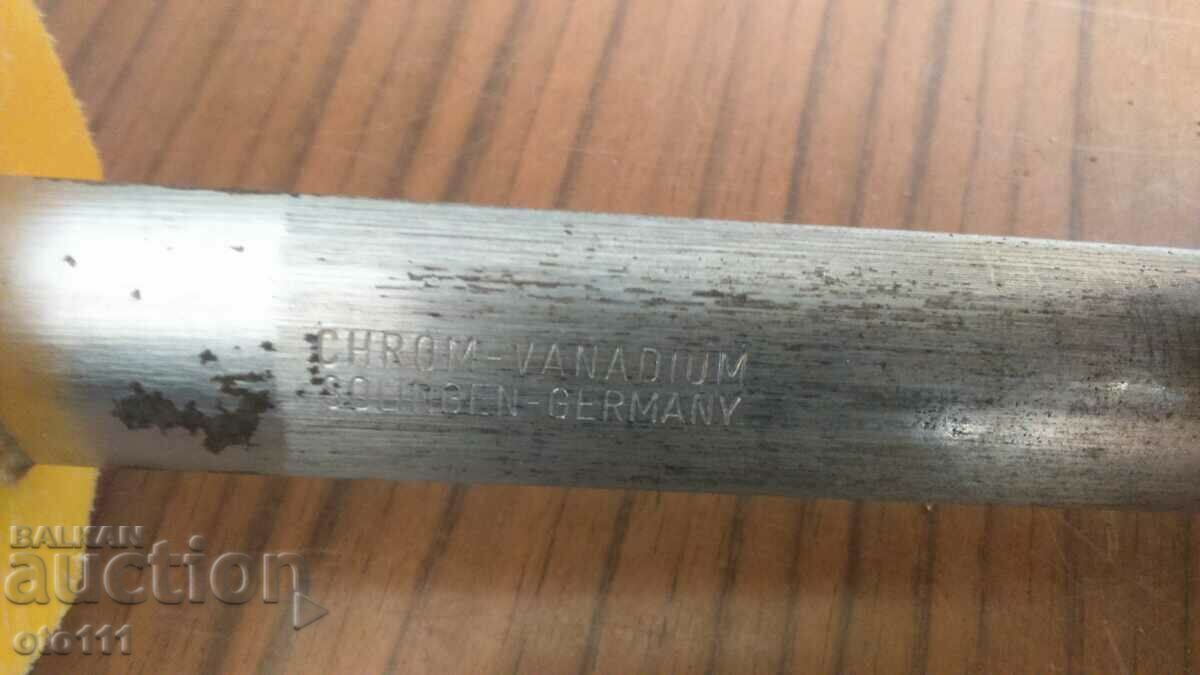 CHROM-VANADIUM
SOLINGEN-GERMANY
BALKAN
auction
oto111